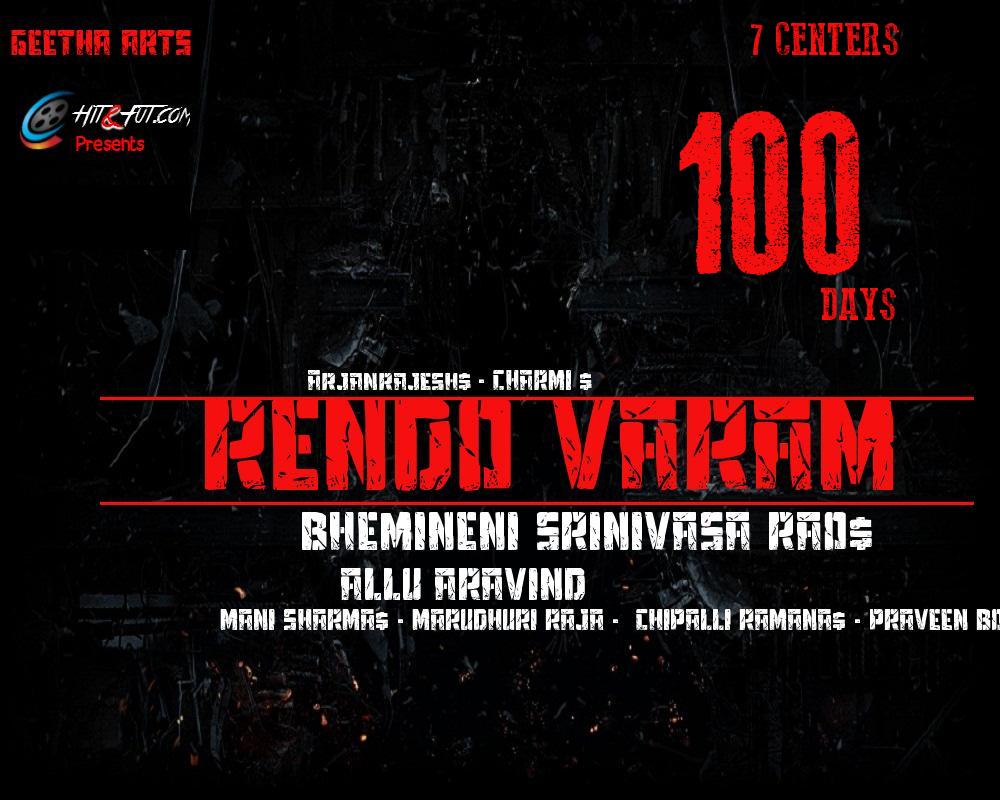 GEETHA ARTS
7 CENTERS
HIT&FUT.COM
Presents
100
DAYS
ARJANRAJESH$ - CHARMI $
RENDO VARAM
BHEMINENI SRINIVASA RAO$
ALLU ARAVIND
MANI SHARMA$ - MARUDHURI RAJA - CHIPALLI RAMANA$ - PRAVEEN